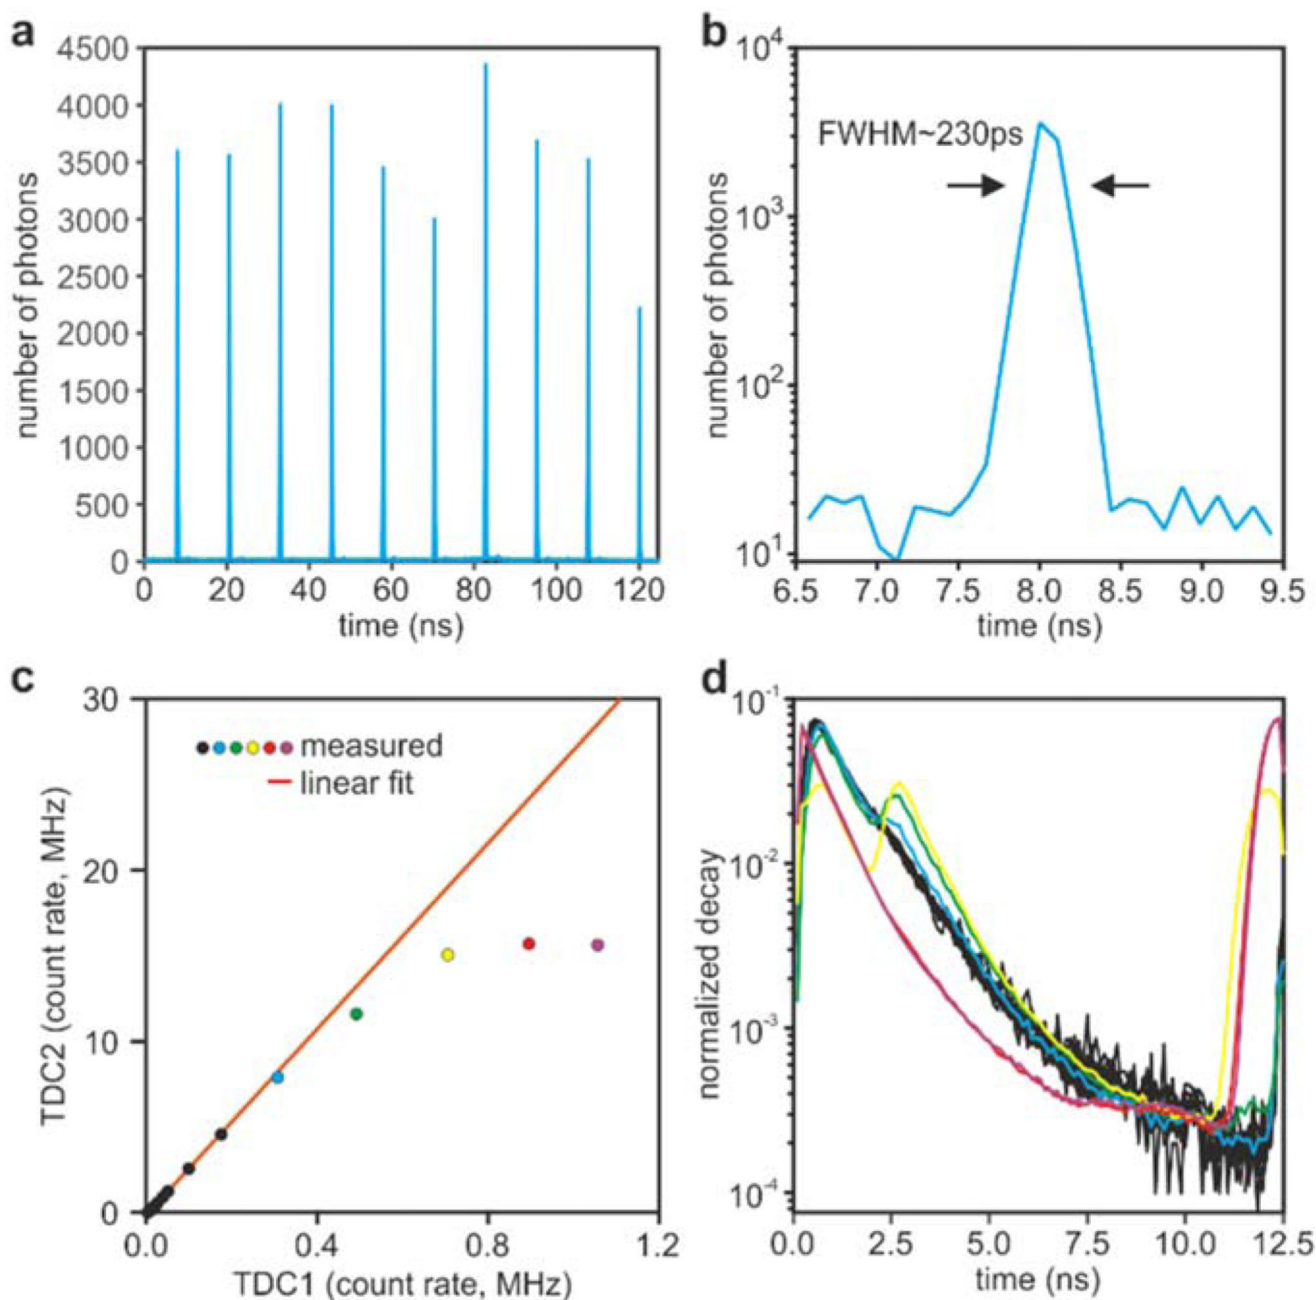 a
4500
4000
3500
3000
2500
2000
1500
1000
500
0
number of photons
0 20 40 60 80 100 120
time (ns)
b
10⁴
10³
10²
10¹
number of photons
FWHM~230ps
6.5 7.0 7.5 8.0 8.5 9.0 9.5
time (ns)
c
30
20
10
0
TDC2 (count rate, MHz)
measured
linear fit
0.0 0.4 0.8 1.2
TDC1 (count rate, MHz)
d
10⁻¹
10⁻²
10⁻³
10⁻⁴
normalized decay
0.0 2.5 5.0 7.5 10.0 12.5
time (ns)